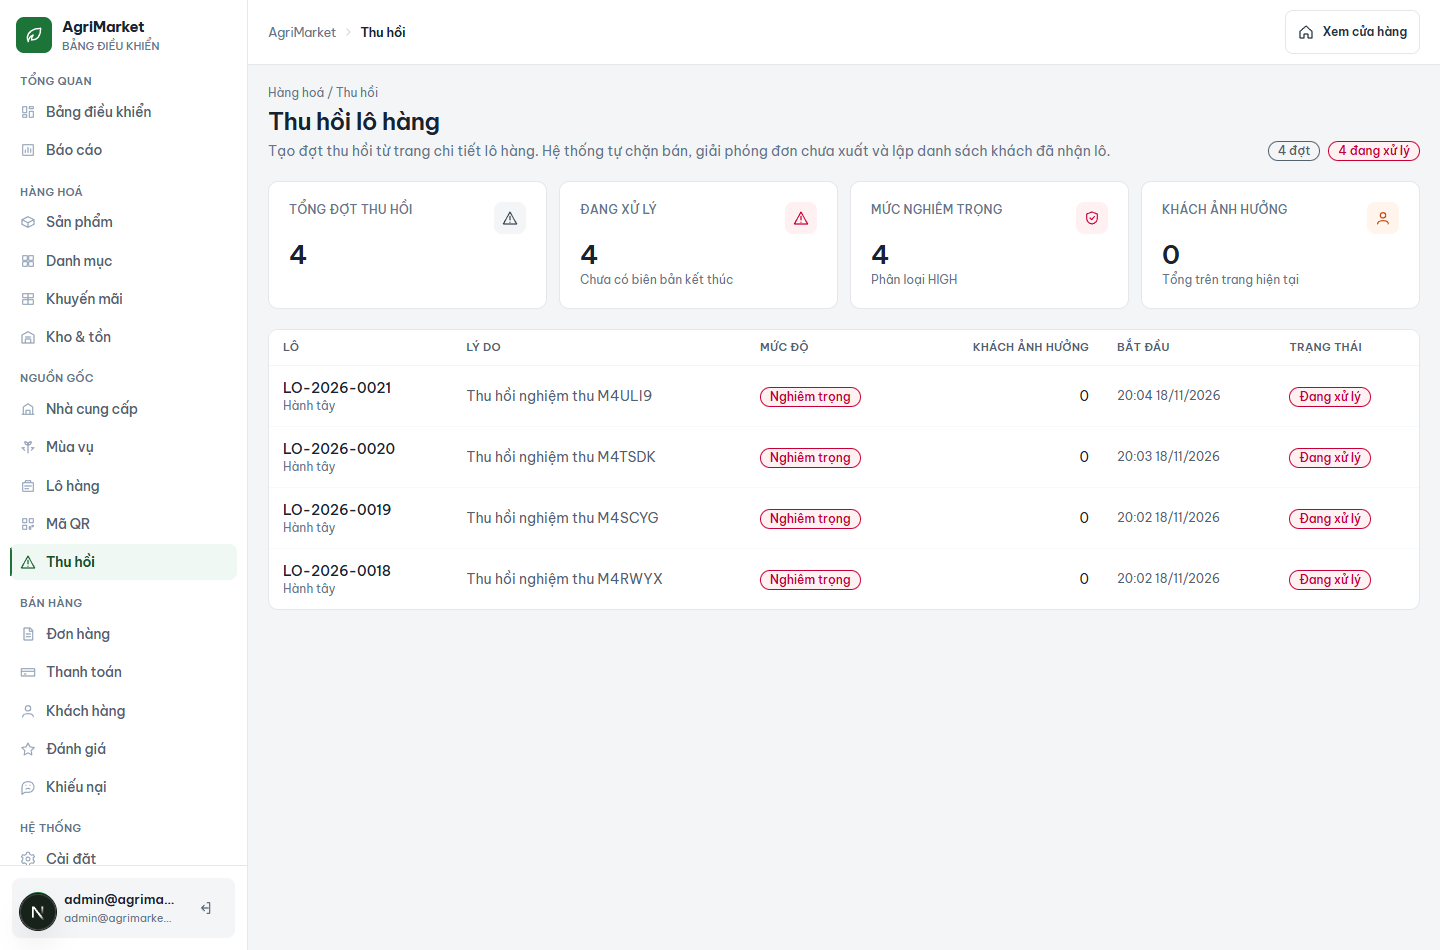 AgriMarket
BẢNG ĐIỀU KHIỂN
TỔNG QUAN
Bảng điều khiển
Báo cáo
HÀNG HOÁ
Sản phẩm
Danh mục
Khuyến mãi
Kho & tồn
NGUỒN GỐC
Nhà cung cấp
Mùa vụ
Lô hàng
Mã QR
Thu hồi
BÁN HÀNG
Đơn hàng
Thanh toán
Khách hàng
Đánh giá
Khiếu nại
HỆ THỐNG
Cài đặt
N
admin@agrima...
admin@agrimarke...
AgriMarket > Thu hồi
Xem cửa hàng
Hàng hoá / Thu hồi
Thu hồi lô hàng
Tạo đợt thu hồi từ trang chi tiết lô hàng. Hệ thống tự chặn bán, giải phóng đơn chưa xuất và lập danh sách khách đã nhận lô.
4 đợt
4 đang xử lý
TỔNG ĐỢT THU HỒI
4
ĐANG XỬ LÝ
4
Chưa có biên bản kết thúc
MỨC NGHIÊM TRỌNG
4
Phân loại HIGH
KHÁCH ẢNH HƯỞNG
0
Tổng trên trang hiện tại
LÔ LÝ DO MỨC ĐỘ KHÁCH ẢNH HƯỞNG BẮT ĐẦU TRẠNG THÁI
LO-2026-0021 Thu hồi nghiệm thu M4ULI9 Nghiêm trọng 0 20:04 18/11/2026 Đang xử lý
Hành tây
LO-2026-0020 Thu hồi nghiệm thu M4TSDK Nghiêm trọng 0 20:03 18/11/2026 Đang xử lý
Hành tây
LO-2026-0019 Thu hồi nghiệm thu M4SCYG Nghiêm trọng 0 20:02 18/11/2026 Đang xử lý
Hành tây
LO-2026-0018 Thu hồi nghiệm thu M4RWYX Nghiêm trọng 0 20:02 18/11/2026 Đang xử lý
Hành tây